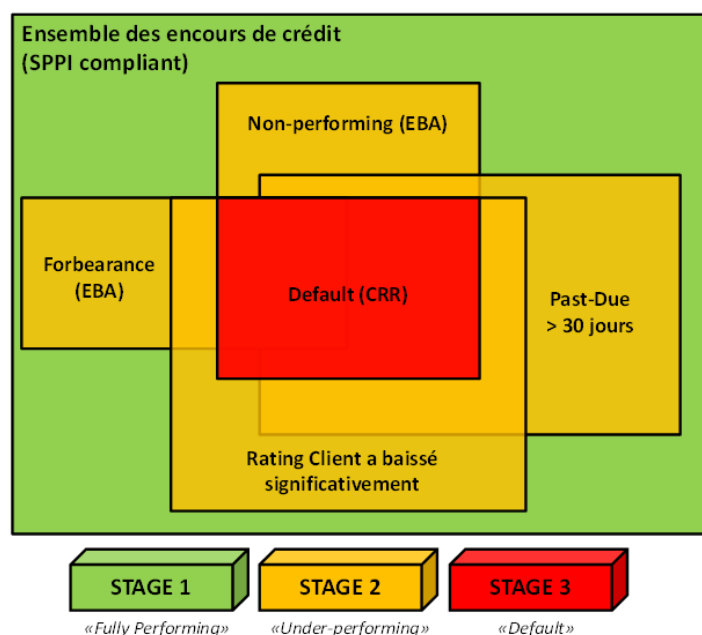 Ensemble des encours de crédit
(SPPI compliant)
Non-performing (EBA)
Forbearance
(EBA)
Default (CRR)
Past-Due
> 30 jours
Rating Client a baissé
significativement
STAGE 1
STAGE 2
STAGE 3
«Fully Performing»
«Under-performing»
«Default»